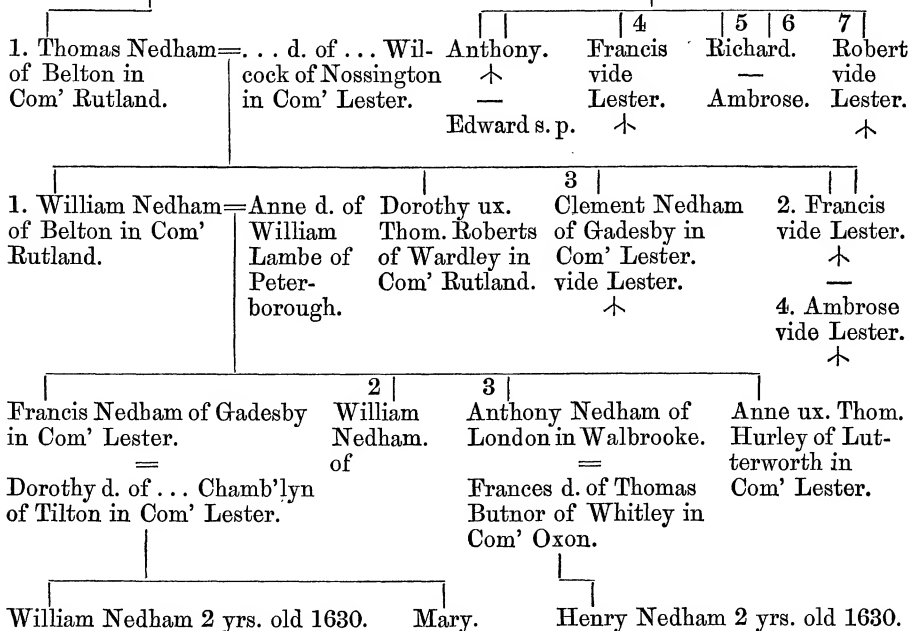 4
5 6
7
1. Thomas Nedham=... d. of ... Wil-
of Belton in
Com' Rutland.
cock of Nossington
in Com' Lester.
Anthony.
Edward s. p.
Francis
vide
Lester.
Richard.
Ambrose.
Robert
vide
Lester.
1. William Nedham=Anne d. of
of Belton in Com'
Rutland.
William
Lambe of
Peter-
borough.
Dorothy ux.
Thom. Roberts
of Wardley in
Com' Rutland.
3
Clement Nedham
of Gadesby in
Com' Lester.
vide Lester.
2. Francis
vide Lester.
4. Ambrose
vide Lester.
Francis Nedham of Gadesby
in Com' Lester.
=
Dorothy d. of ... Chamb'lyn
of Tilton in Com' Lester.
2
William
Nedham.
of
3
Anthony Nedham of
London in Walbrooke.
=
Frances d. of Thomas
Butnor of Whitley in
Com' Oxon.
Anne ux. Thom.
Hurley of Lut-
terworth in
Com' Lester.
William Nedham 2 yrs. old 1630.
Mary.
Henry Nedham 2 yrs. old 1630.